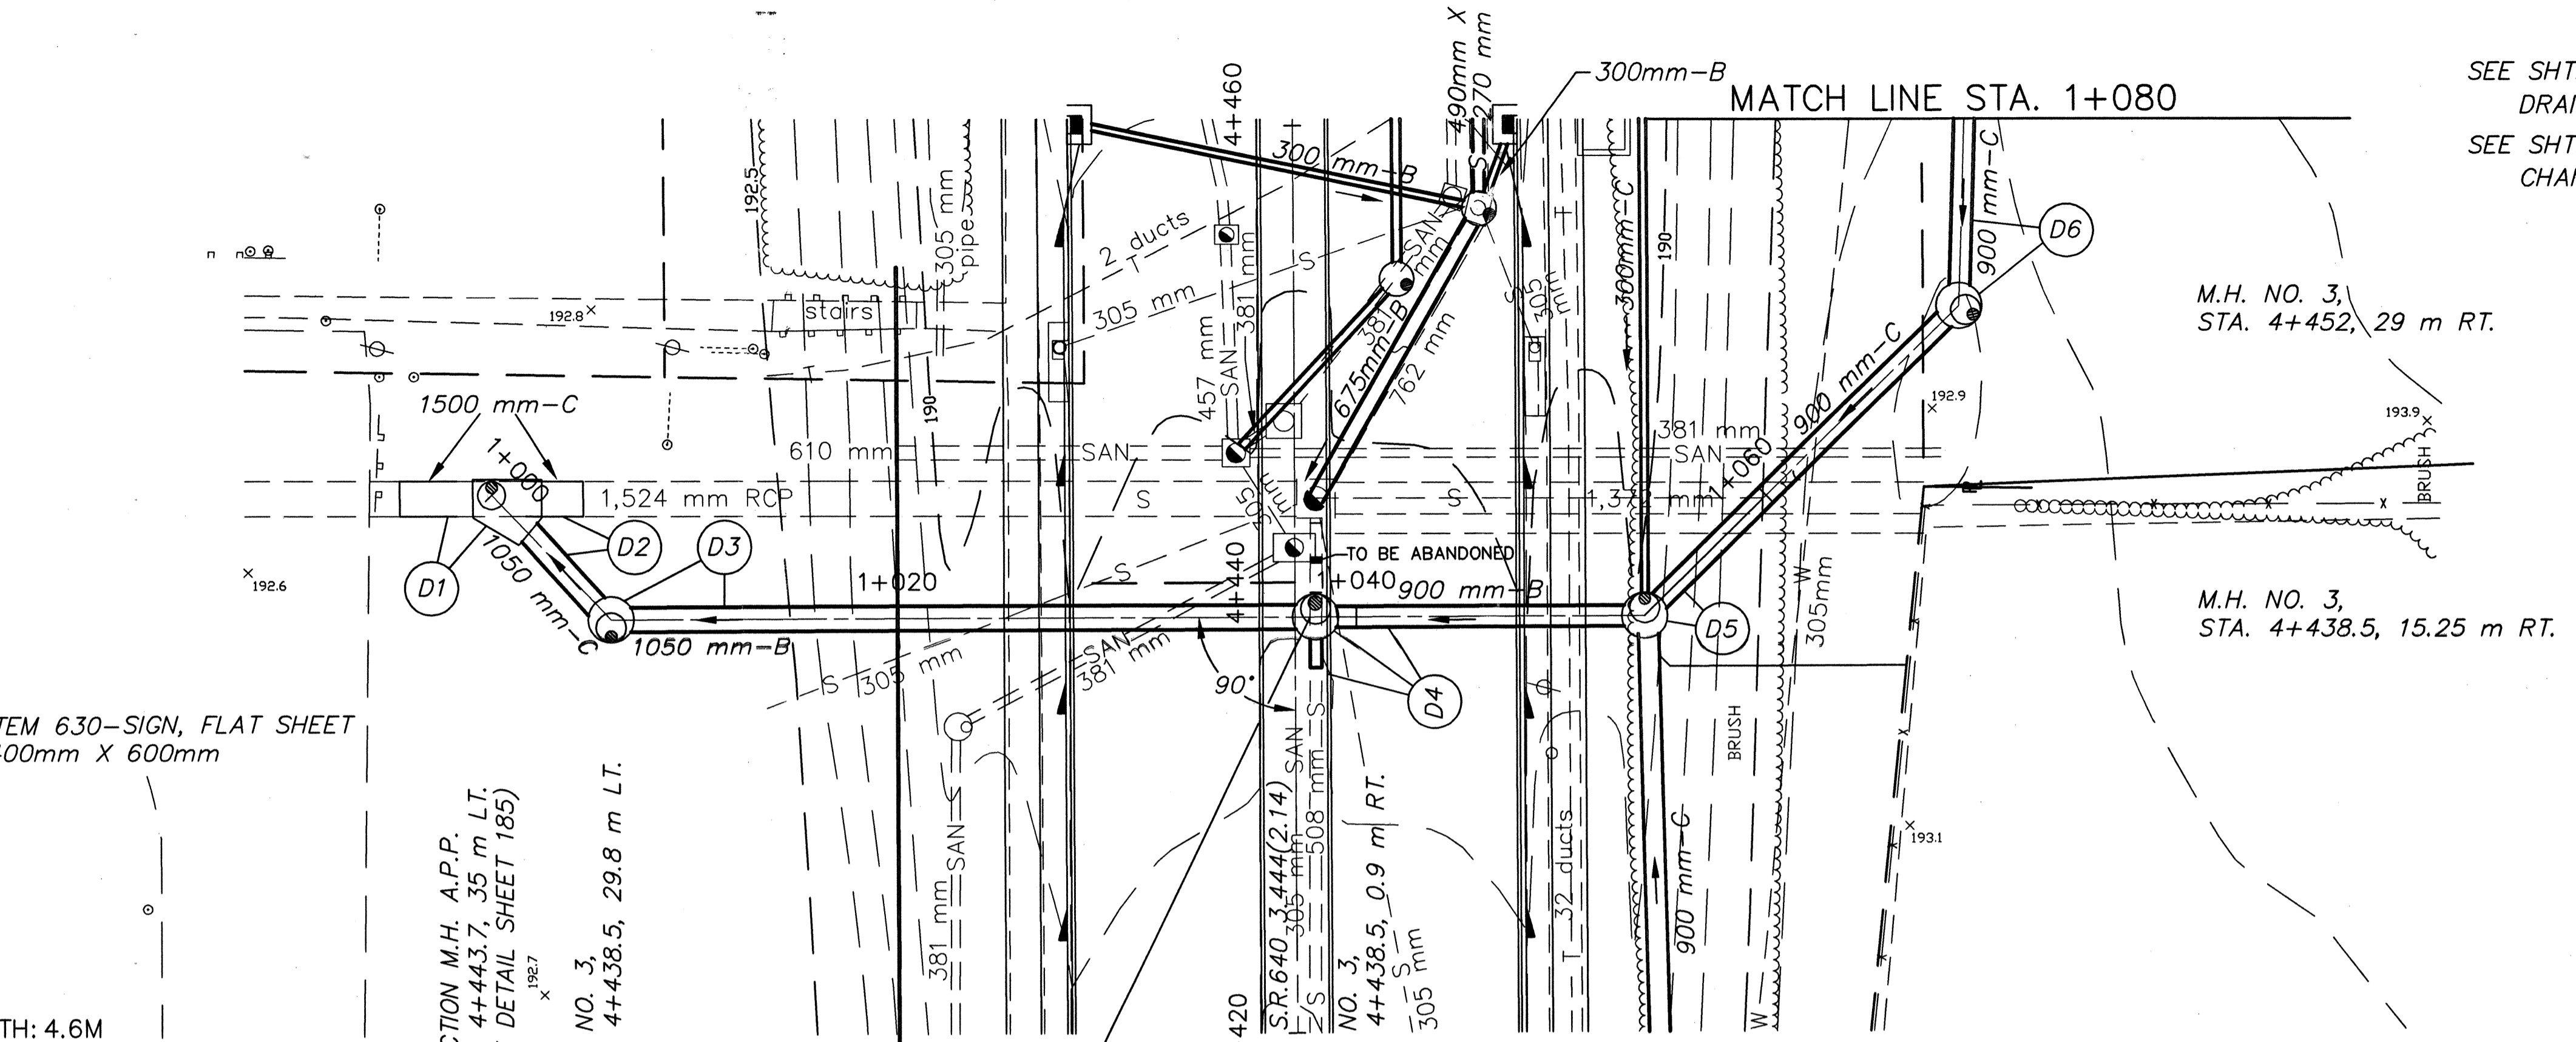 490mm X
270 mm
300mm-B
MATCH LINE STA. 1+080
SEE SHT
DRAI
SEE SHT
CHAI
4+460
300 mm-B
S
900 mm-C
D6
192.5
305 mm
pipe
2 ducts
T
305 mm
S
SAN
mm
381 mm
SAN
457 mm
381
675mm-B
S
762 mm
S
305
mm
T
300mm-C
190
M.H. NO. 3,
STA. 4+452, 29 m RT.
192.8
stairs
T
190
900 mm-C
192.9
193.9
BRUSH
1500 mm-C
1+000
610 mm
SAN
381 mm
SAN
1+060
1,524 mm RCP
S
S
305
mm
D1
D2
D3
1050 mm-C
1+020
S
4+440
TO BE ABANDONED
1+040
900 mm-B
D5
W
305mm
M.H. NO. 3,
STA. 4+438.5, 15.25 m RT.
192.6
1050 mm-B
S
305 mm
SAN
381 mm
90°
D4
TEM 630-SIGN, FLAT SHEET
00mm X 600mm
CTION M.H. A.P.P.
4+443.7, 35 m LT.
DETAIL SHEET 185)
192.7
NO. 3,
4+438.5, 29.8 m LT.
381 mm
SAN
420
S.R.640 3.444(2.14)
305 mm
SAN
S
508 mm
S
NO. 3,
4+438.5, 0.9 m RT.
305 mm
S
T
32 ducts
900 mm-C
BRUSH
W
193.1
TH: 4.6M